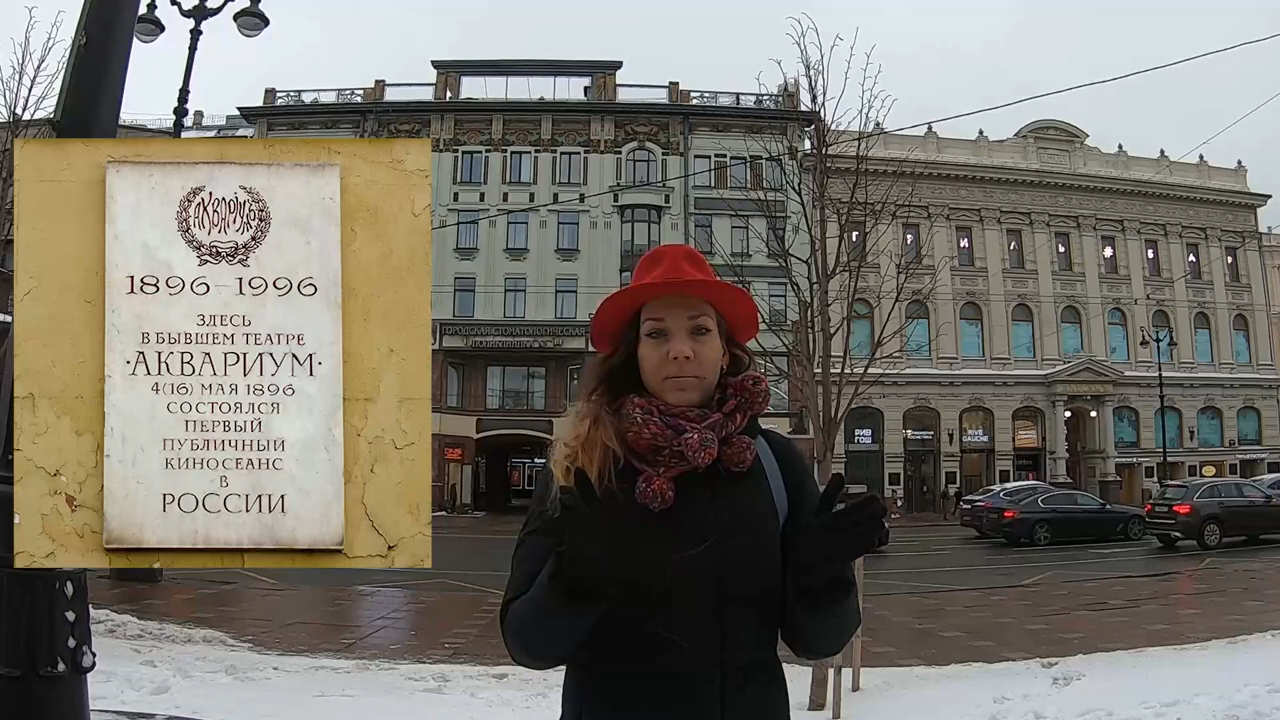 АКВАРИУМ
1896–1996
ЗДЕСЬ
В БЫВШЕМ ТЕАТРЕ
·АКВАРИУМ·
4(16) МАЯ 1896
СОСТОЯЛСЯ
ПЕРВЫЙ
ПУБЛИЧНЫЙ
КИНОСЕАНС
В
РОССИИ
ГОРОДСКАЯ СТОМАТОЛОГИЧЕСКАЯ
ПОЛИКЛИНИКА
РИВ
ГОШ
RIVE
GAUCHE